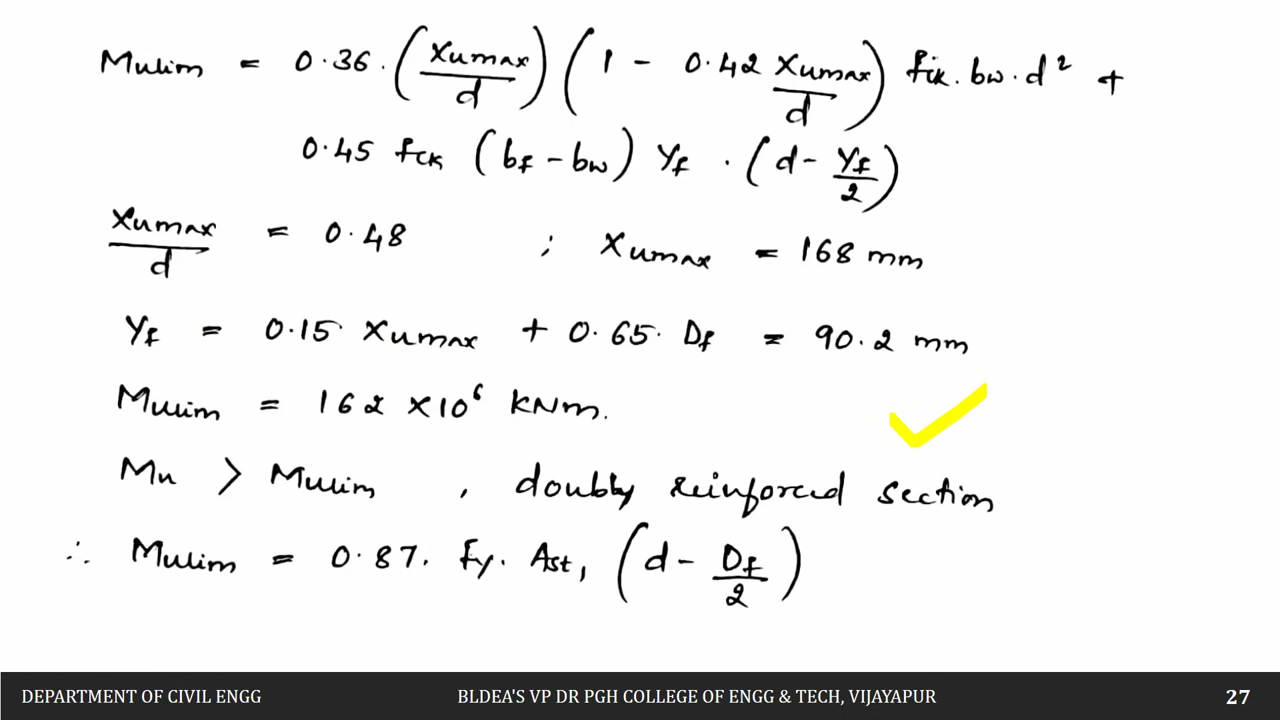 Mulim = 0.36 . (xumax/d) (1 - 0.42 xumax/d) fck . bw . d² +
0.45 fck (bf - bw) Yf . (d - Yf/2)
xumax/d = 0.48 ; xumax = 168 mm
Yf = 0.15 xumax + 0.65 . Df = 90.2 mm
Mulim = 162 × 10⁶ kNm.
Mu > Mulim , doubly reinforced section
∴ Mulim = 0.87 . Fy . Ast, (d - Df/2)
DEPARTMENT OF CIVIL ENGG BLDEA'S VP DR PGH COLLEGE OF ENGG & TECH, VIJAYAPUR 27